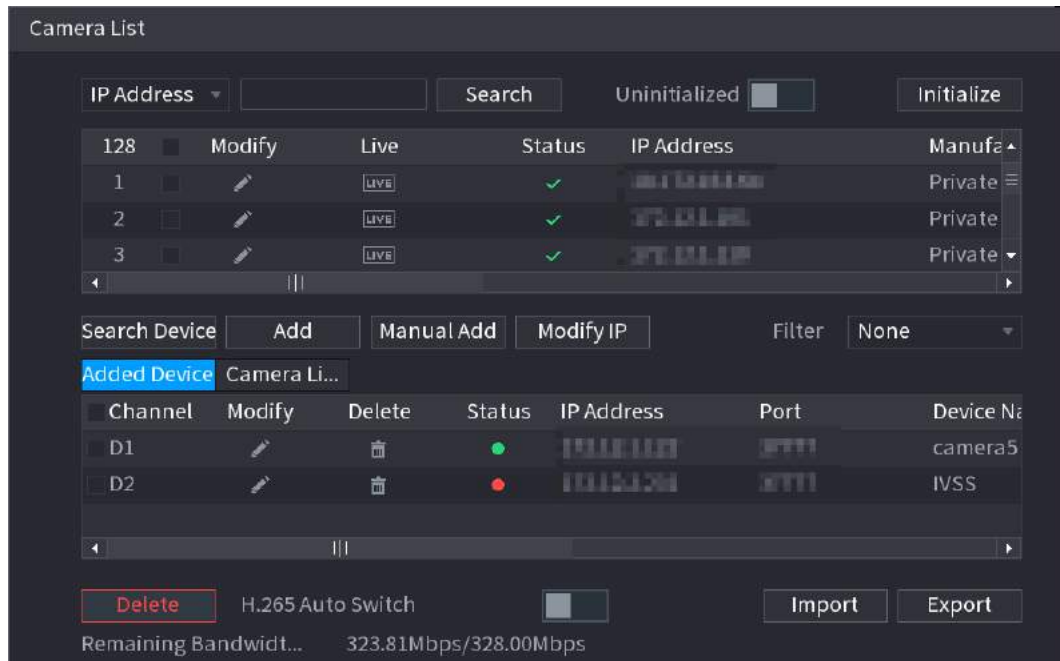 Camera List
IP Address Search Uninitialized Initialize
128 Modify Live Status IP Address Manufa
1 LIVE Private
2 LIVE Private
3 LIVE Private
Search Device Add Manual Add Modify IP Filter None
Added Device Camera Li...
Channel Modify Delete Status IP Address Port Device Na
D1 camera5
D2 IVSS
Delete H.265 Auto Switch Import Export
Remaining Bandwidt... 323.81Mbps/328.00Mbps